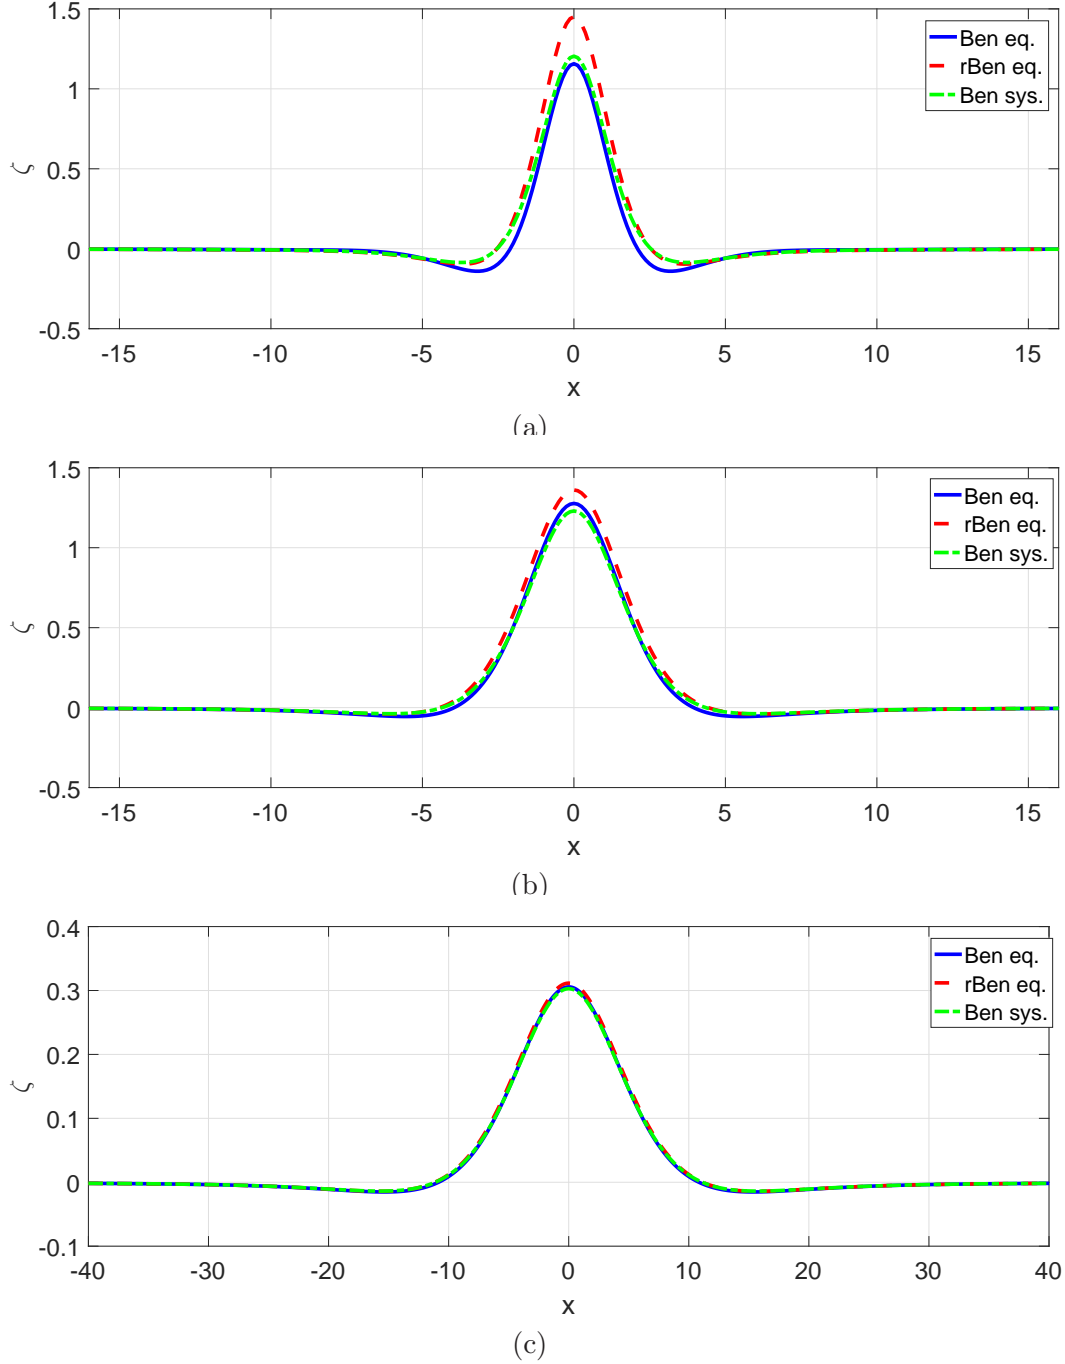 1.5
1
0.5
0
-0.5
ζ
-15 -10 -5 0 5 10 15
x
Ben eq.
rBen eq.
Ben sys.
(a)
1.5
1
0.5
0
-0.5
ζ
-15 -10 -5 0 5 10 15
x
Ben eq.
rBen eq.
Ben sys.
(b)
0.4
0.3
0.2
0.1
0
-0.1
ζ
-40 -30 -20 -10 0 10 20 30 40
x
Ben eq.
rBen eq.
Ben sys.
(c)